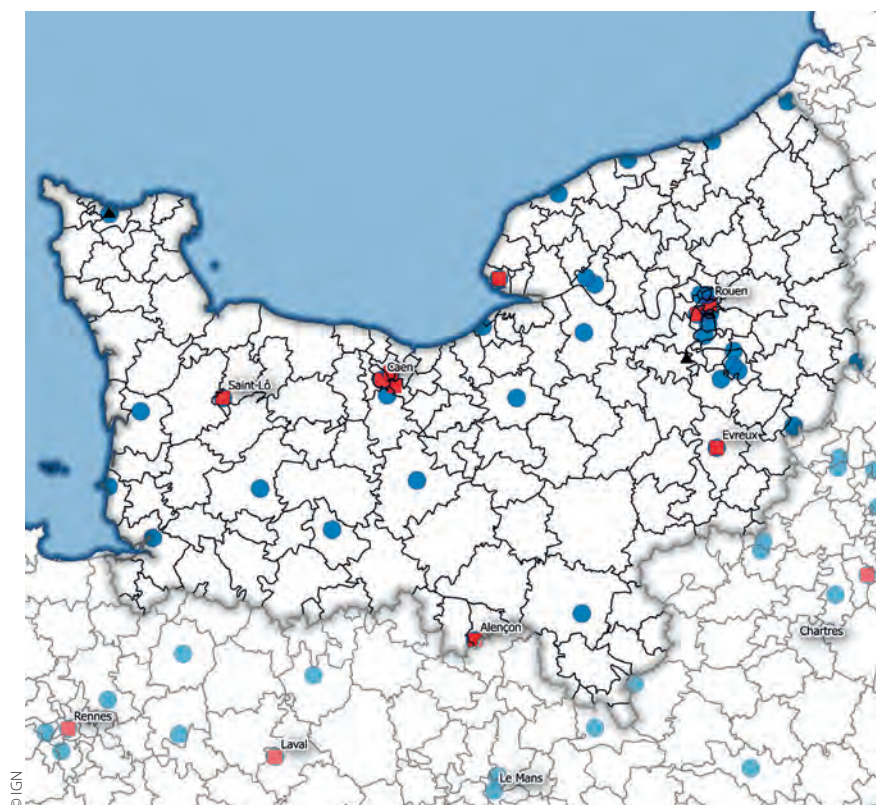 Rouen
Caen
Saint-Lô
Evreux
Alençon
Chartres
Rennes
Laval
Le Mans
© IGN